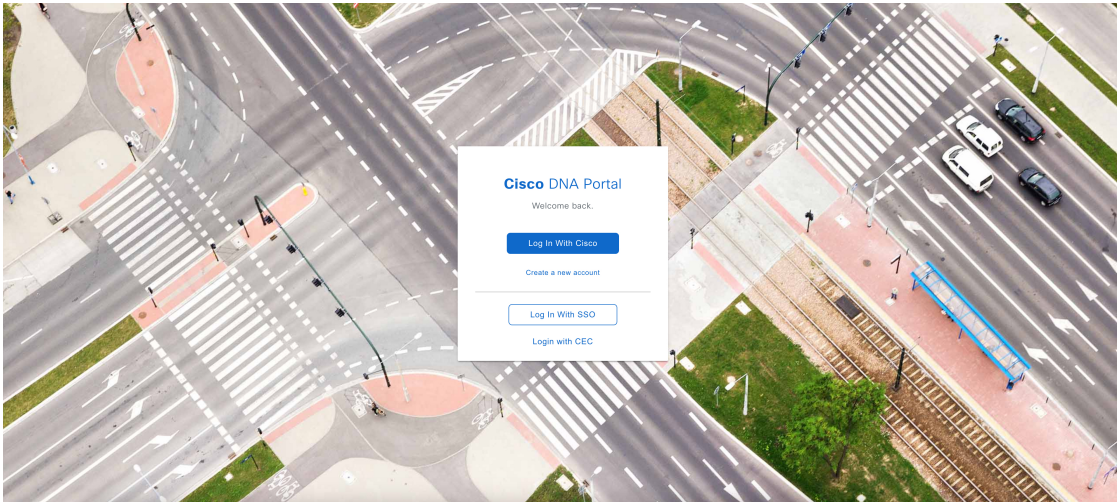 Cisco DNA Portal
Welcome back.
Log In With Cisco
Create a new account
Log In With SSO
Login with CEC